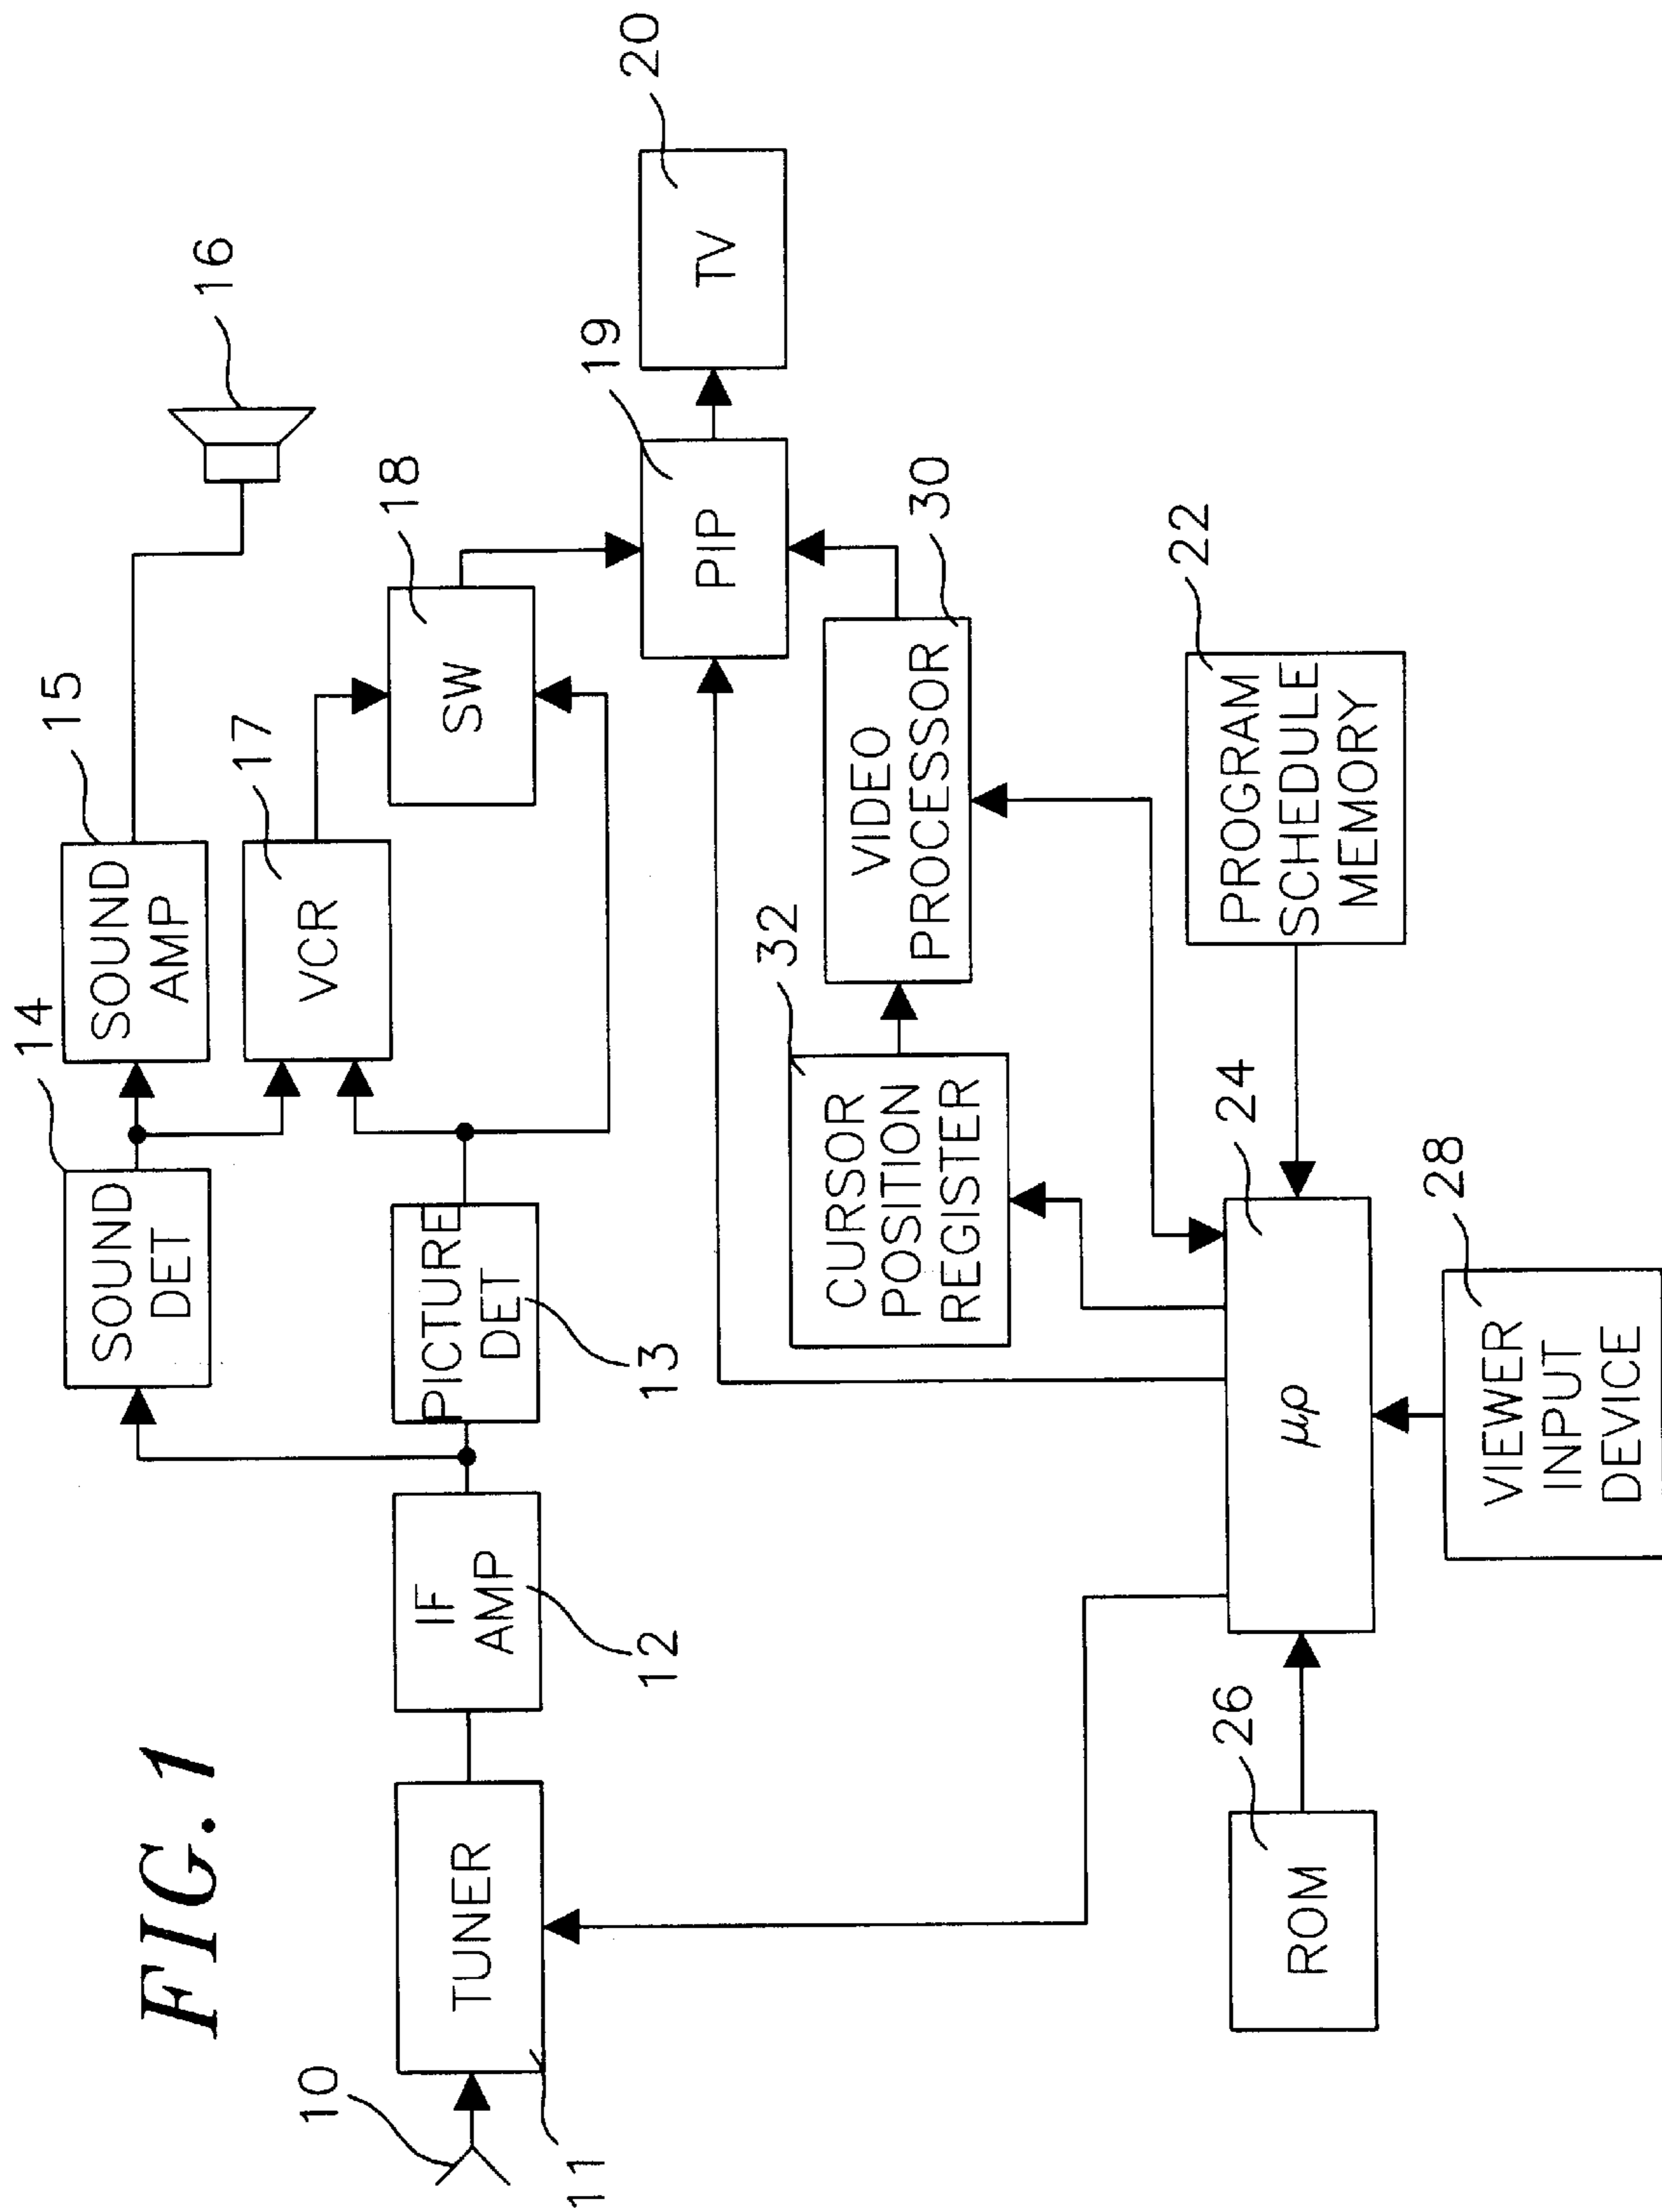 FIG. 1
10
11
TUNER
12
IF
AMP
13
PICTURE
DET
14
SOUND
DET
15
SOUND
AMP
16
17
VCR
18
SW
19
PIP
20
TV
32
CURSOR
POSITION
REGISTER
30
VIDEO
PROCESSOR
22
PROGRAM
SCHEDULE
MEMORY
24
μρ
26
ROM
28
VIEWER
INPUT
DEVICE